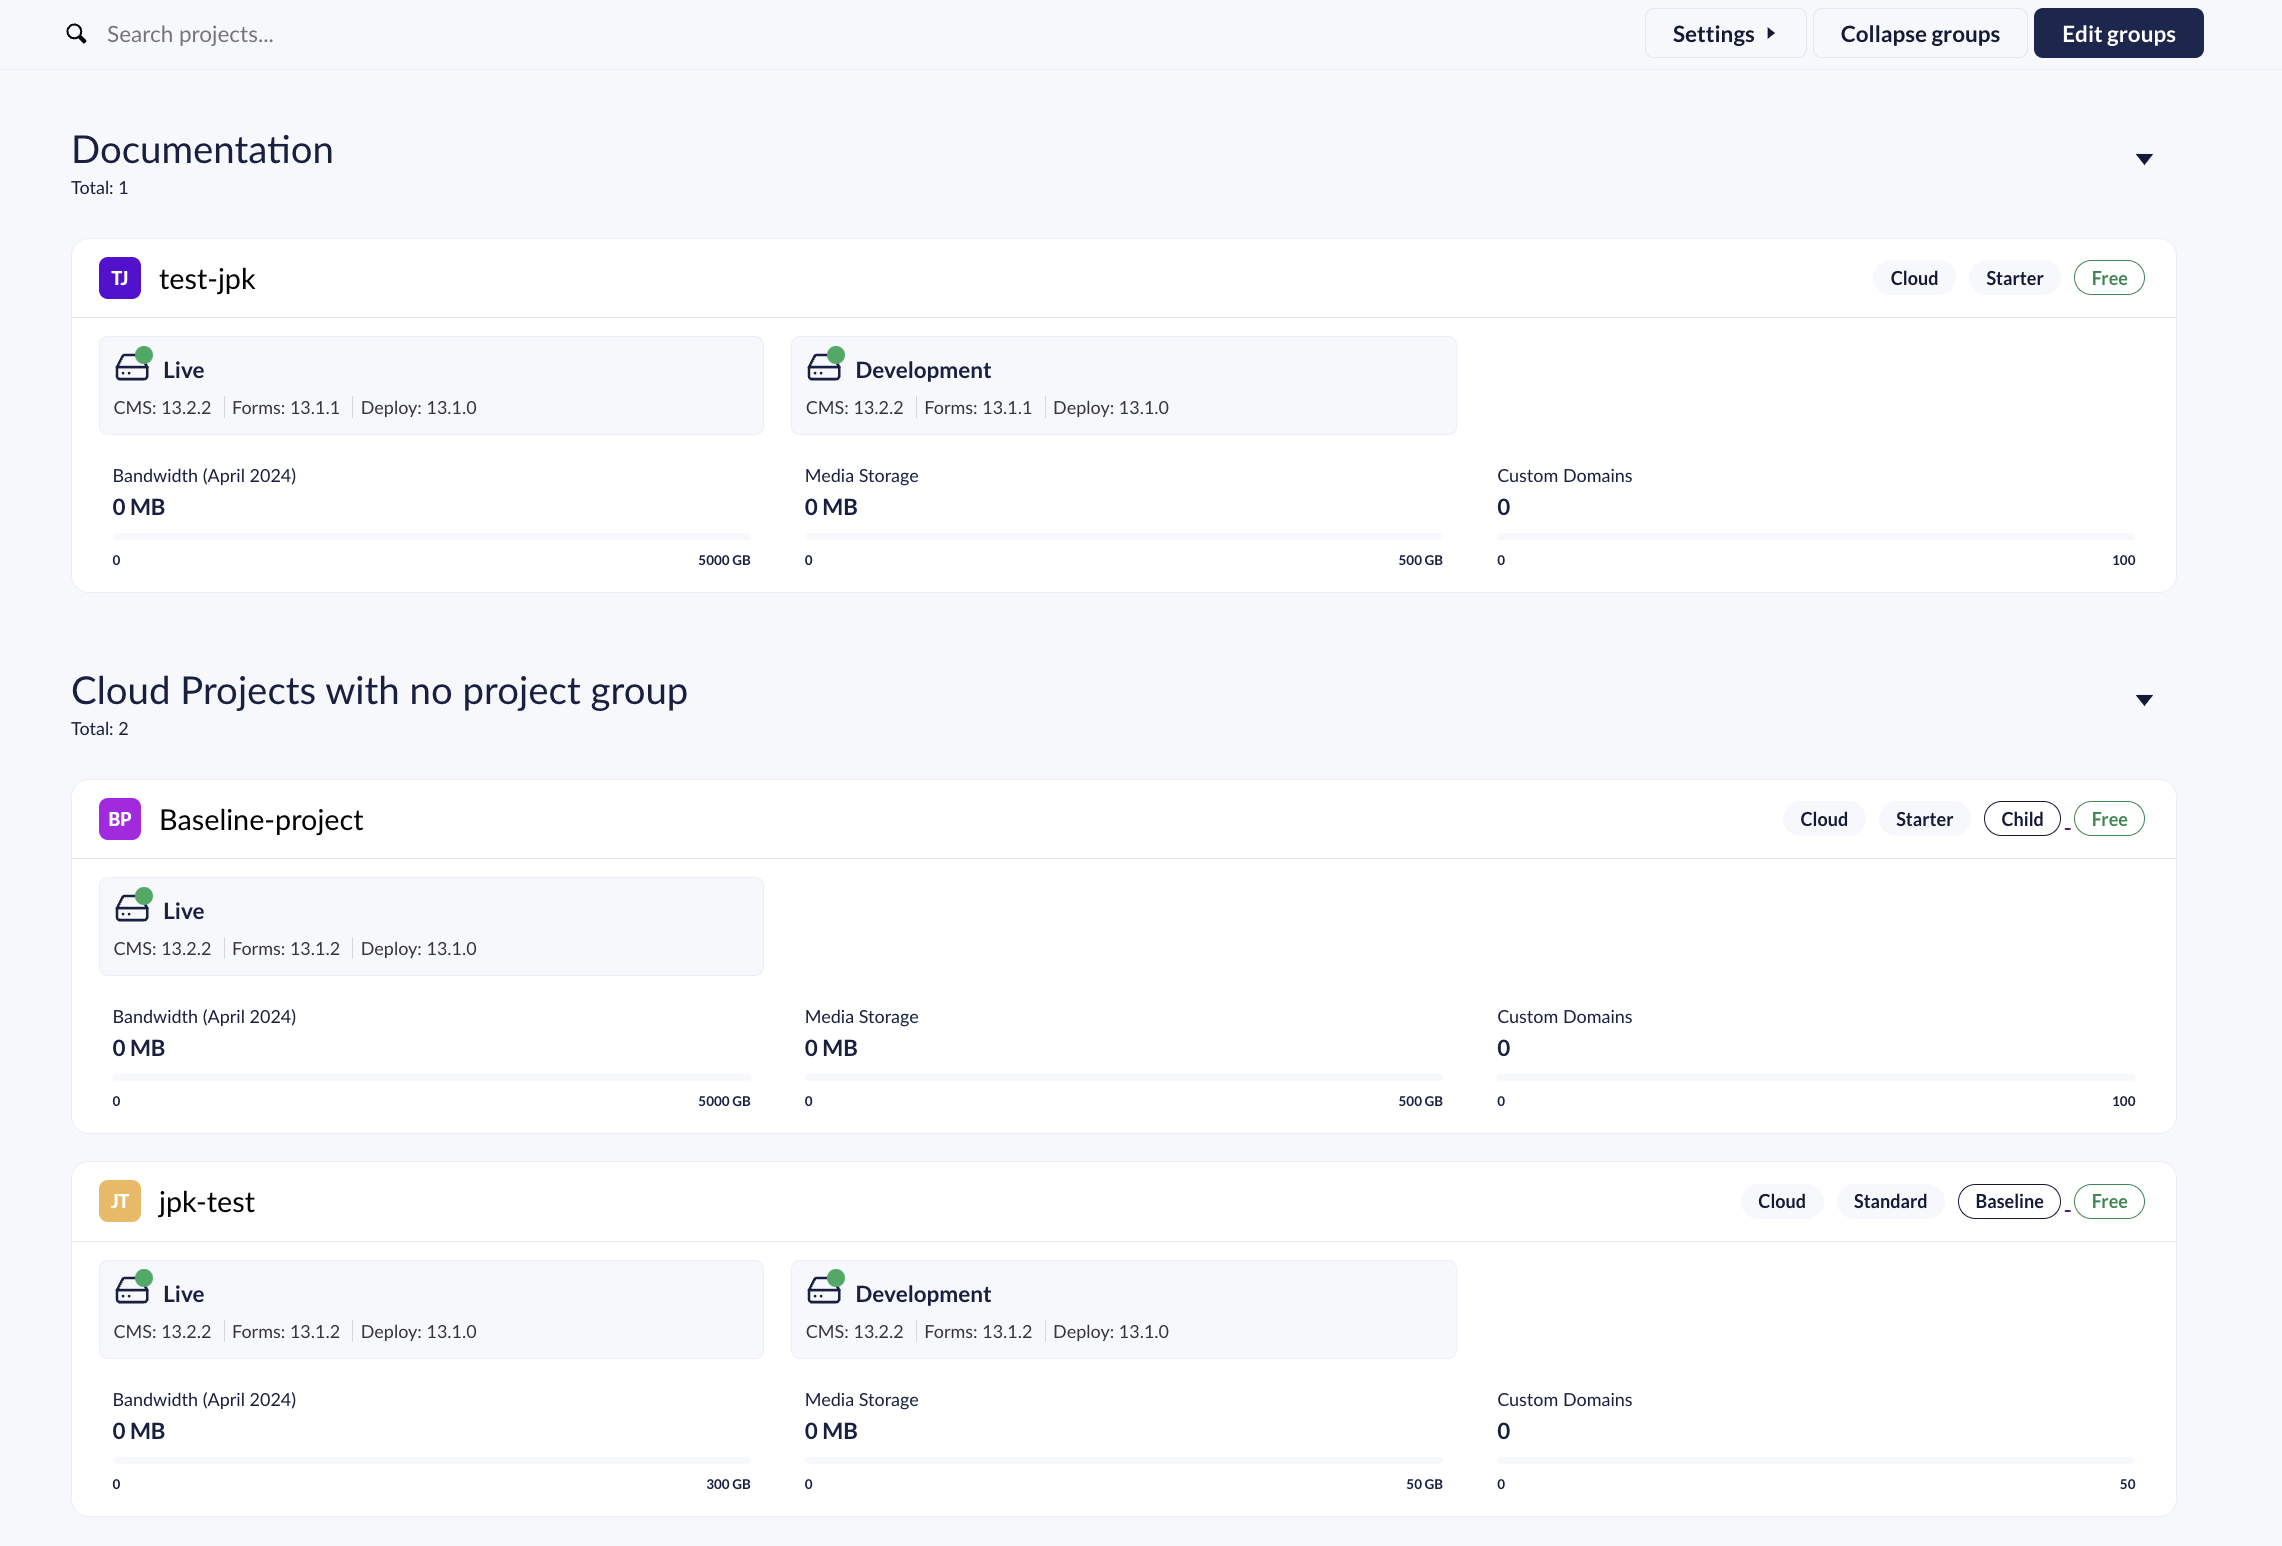 Search projects...
Settings
Collapse groups
Edit groups
Documentation
Total: 1
TJ test-jpk Cloud Starter Free
Live
CMS: 13.2.2 Forms: 13.1.1 Deploy: 13.1.0
Development
CMS: 13.2.2 Forms: 13.1.1 Deploy: 13.1.0
Bandwidth (April 2024)
0 MB
0 5000 GB
Media Storage
0 MB
0 500 GB
Custom Domains
0
0 100
Cloud Projects with no project group
Total: 2
BP Baseline-project Cloud Starter Child Free
Live
CMS: 13.2.2 Forms: 13.1.2 Deploy: 13.1.0
Bandwidth (April 2024)
0 MB
0 5000 GB
Media Storage
0 MB
0 500 GB
Custom Domains
0
0 100
JT jpk-test Cloud Standard Baseline Free
Live
CMS: 13.2.2 Forms: 13.1.2 Deploy: 13.1.0
Development
CMS: 13.2.2 Forms: 13.1.2 Deploy: 13.1.0
Bandwidth (April 2024)
0 MB
0 300 GB
Media Storage
0 MB
0 50 GB
Custom Domains
0
0 50